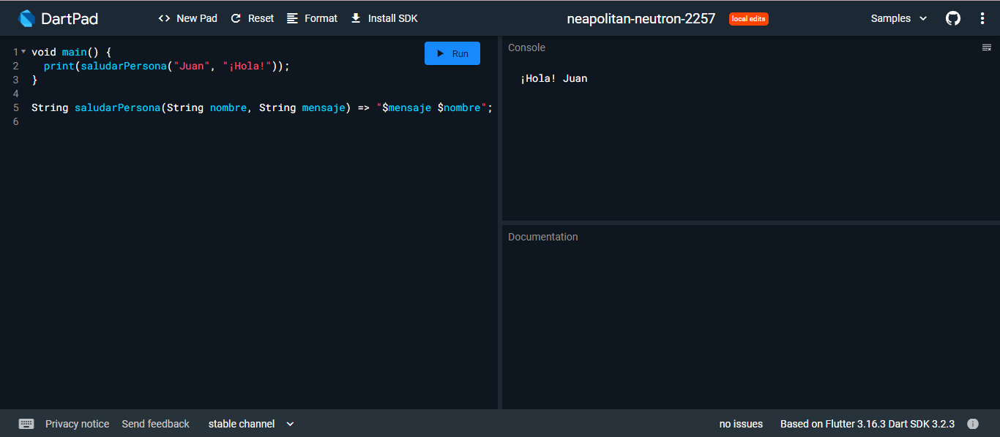 DartPad
<> New Pad
Reset
Format
Install SDK
neapolitan-neutron-2257
local edits
Samples
1 void main() {
2   print(saludarPersona("Juan", "¡Hola!"));
3 }
4
5 String saludarPersona(String nombre, String mensaje) => "$mensaje $nombre";
6
Run
Console
¡Hola! Juan
Documentation
Privacy notice
Send feedback
stable channel
no issues
Based on Flutter 3.16.3 Dart SDK 3.2.3